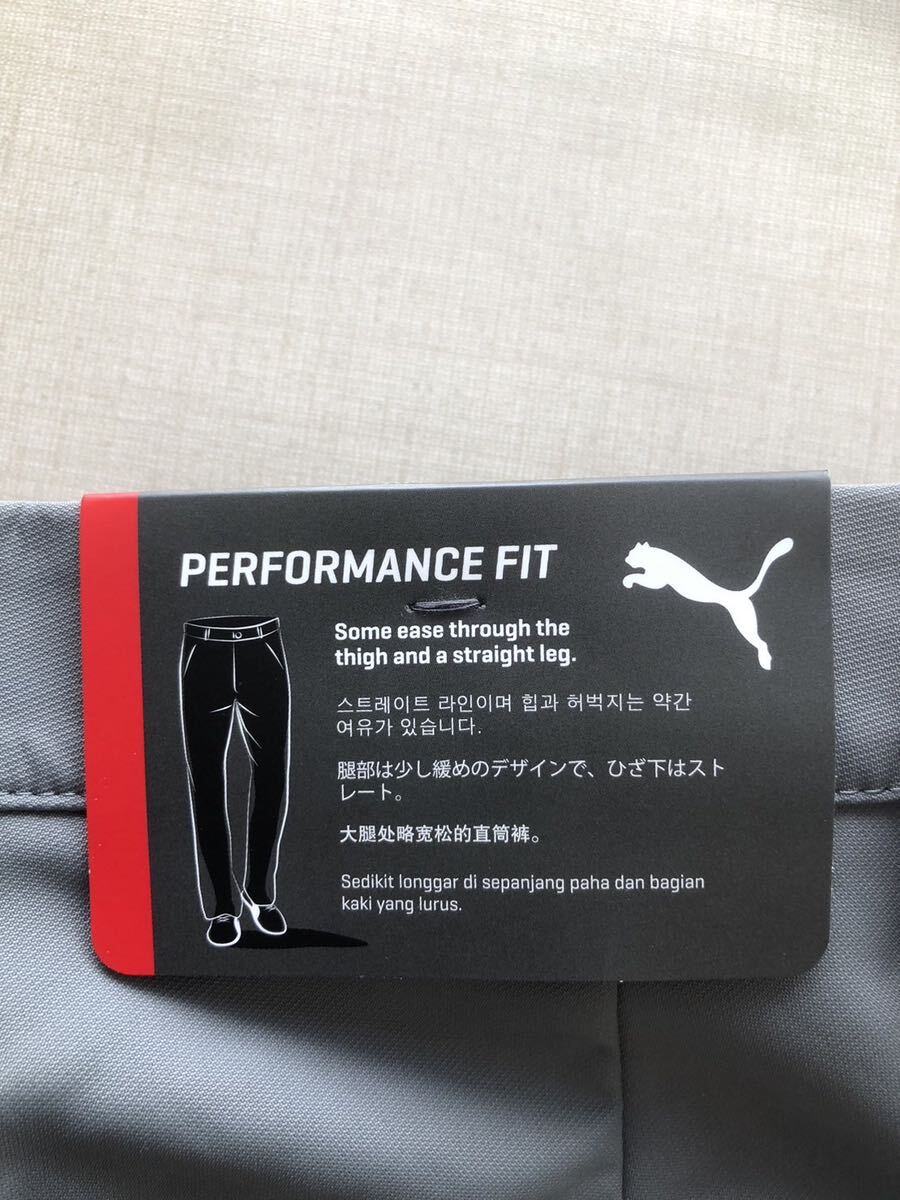 PERFORMANCE FIT
Some ease through the
thigh and a straight leg.
스트레이트 라인이며 힙과 허벅지는 약간
여유가 있습니다.
腿部は少し緩めのデザインで、ひざ下はスト
レート。
大腿处略宽松的直筒裤。
Sedikit longgar di sepanjang paha dan bagian
kaki yang lurus.